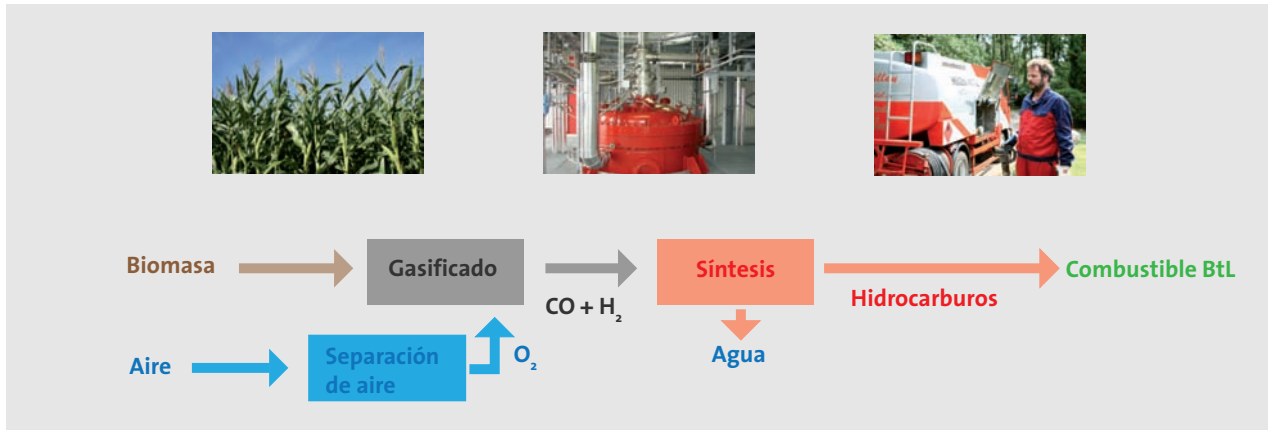 Biomasa
Gasificado
CO + H₂
Síntesis
Hidrocarburos
Combustible BtL
Aire
Separación
de aire
O₂
Agua